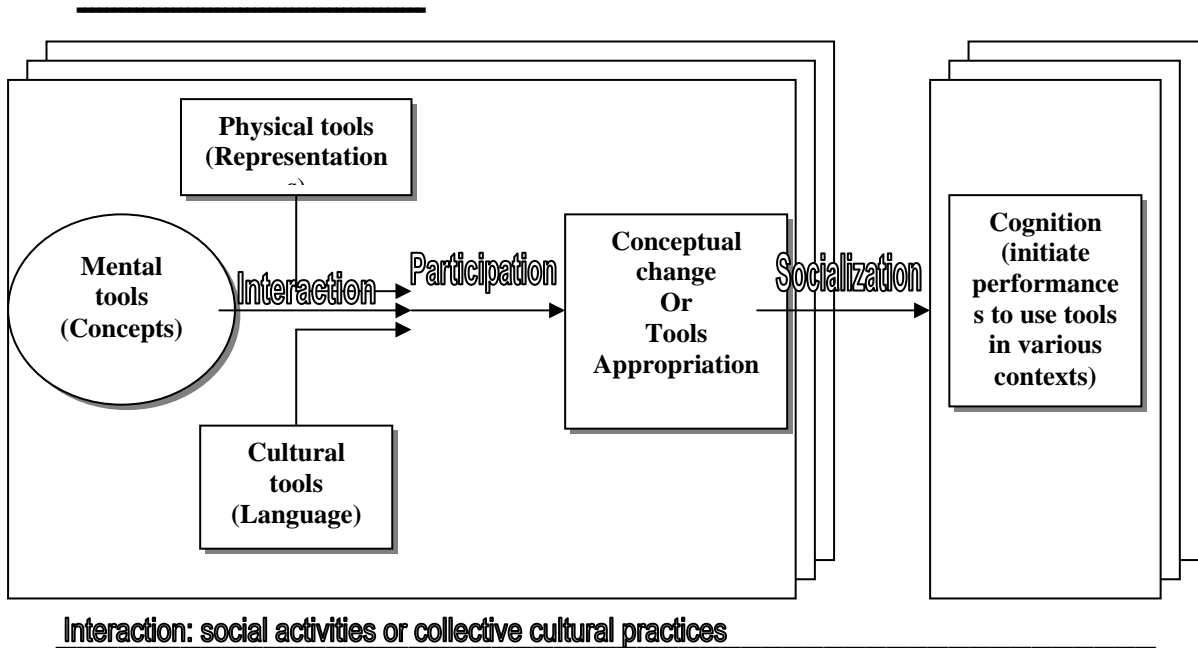 Physical tools
(Representation
s)
Mental
tools
(Concepts)
Interaction
Participation
Conceptual
change
Or
Tools
Appropriation
Socialization
Cognition
(initiate
performance
s to use tools
in various
contexts)
Cultural
tools
(Language)
Interaction: social activities or collective cultural practices